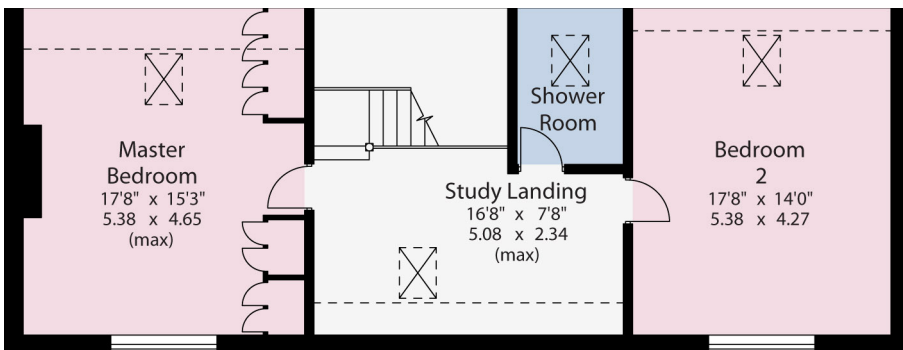 Master
Bedroom
17'8" x 15'3"
5.38 x 4.65
(max)
Study Landing
16'8" x 7'8"
5.08 x 2.34
(max)
Shower
Room
Bedroom
2
17'8" x 14'0"
5.38 x 4.27